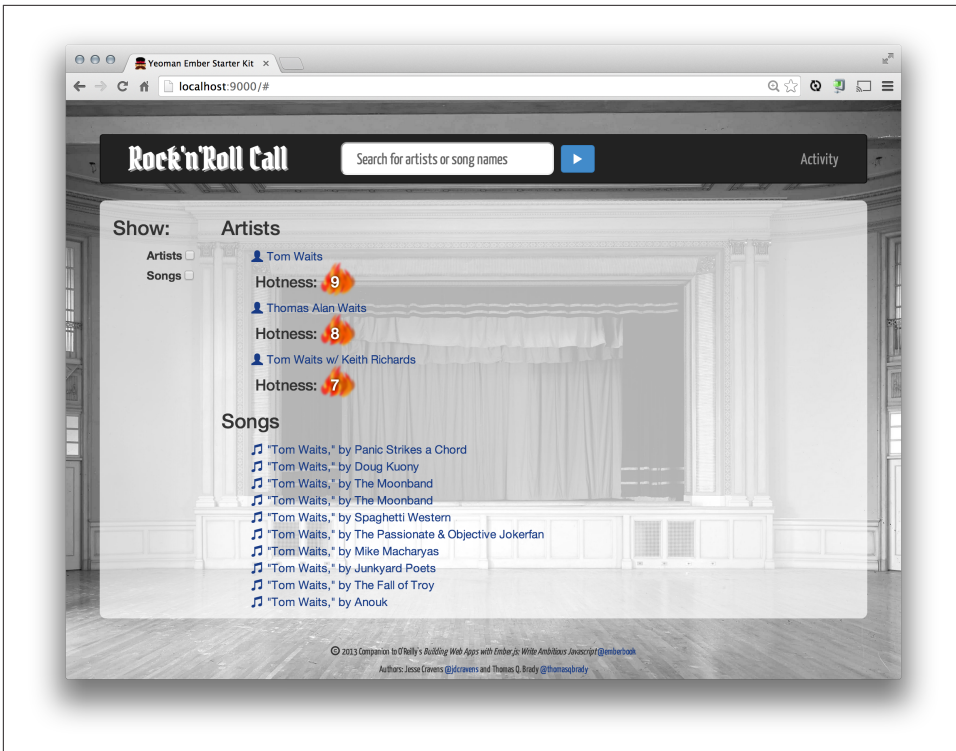 Yeoman Ember Starter Kit
localhost:9000/#
Rock'n'Roll Call
Search for artists or song names
Activity
Show:
Artists
Songs
Artists
Tom Waits
Hotness: 9
Thomas Alan Waits
Hotness: 8
Tom Waits w/ Keith Richards
Hotness: 7
Songs
"Tom Waits," by Panic Strikes a Chord
"Tom Waits," by Doug Kuony
"Tom Waits," by The Moonband
"Tom Waits," by The Moonband
"Tom Waits," by Spaghetti Western
"Tom Waits," by The Passionate & Objective Jokerfan
"Tom Waits," by Mike Macharyas
"Tom Waits," by Junkyard Poets
"Tom Waits," by The Fall of Troy
"Tom Waits," by Anouk
© 2013 Companion to O'Reilly's Building Web Apps with Ember.js: Write Ambitious Javascript @emberbook
Authors: Jesse Cravens @jdcravens and Thomas Q. Brady @thomasqbrady